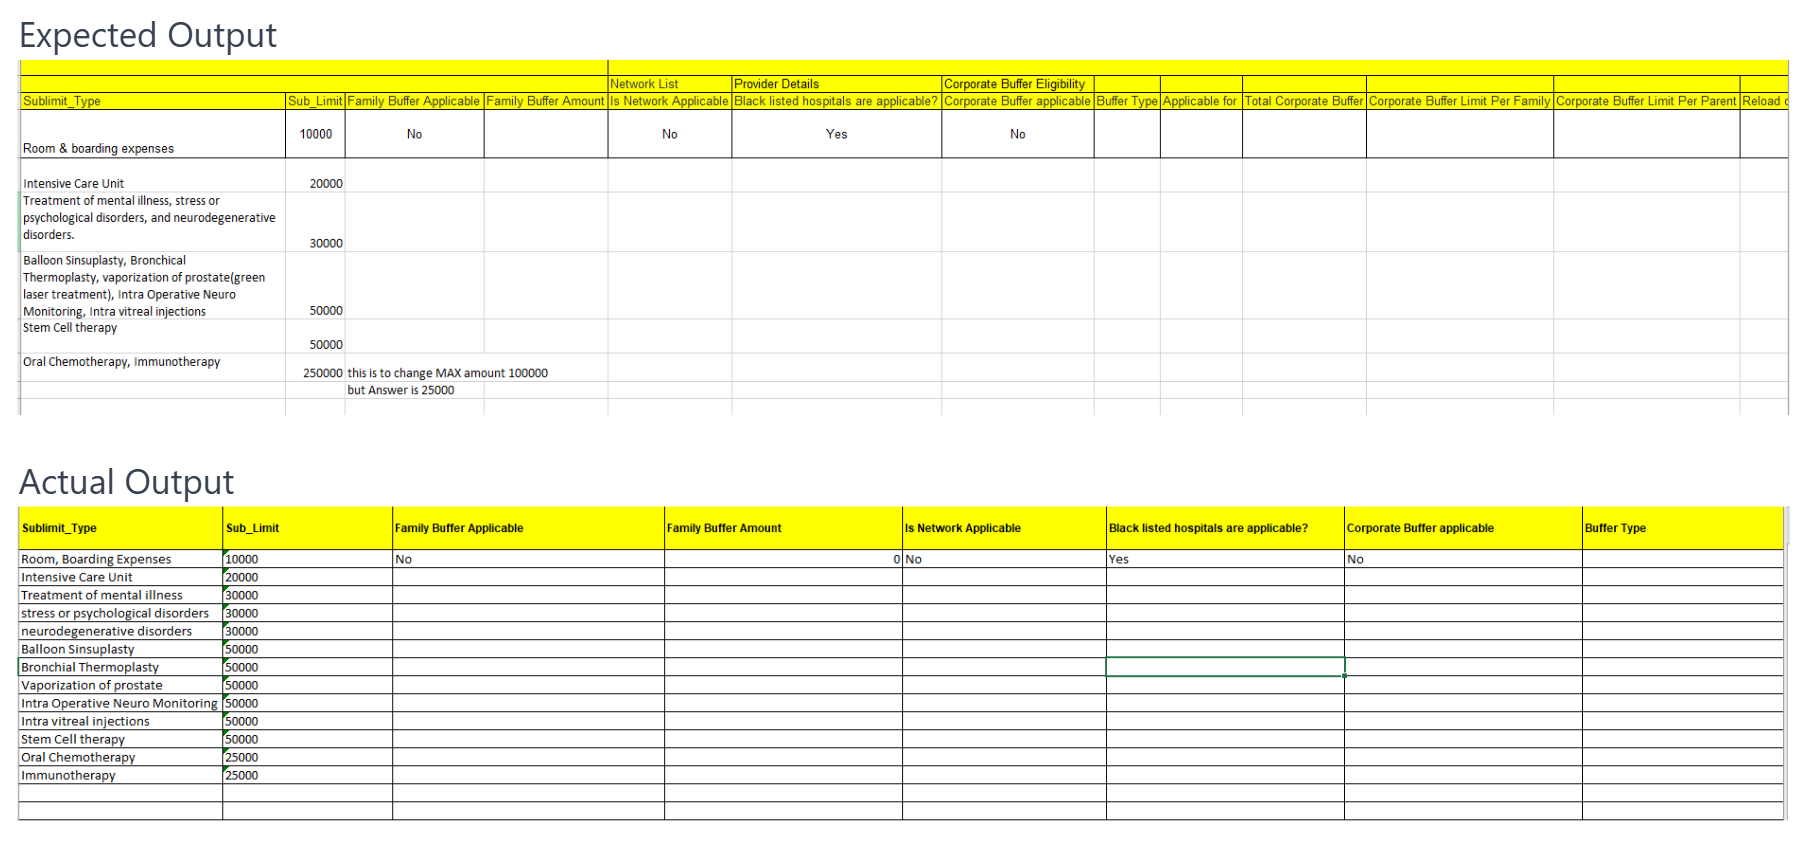 Expected Output
Network List Provider Details Corporate Buffer Eligibility
Sublimit_Type Sub_Limit Family Buffer Applicable Family Buffer Amount Is Network Applicable Black listed hospitals are applicable? Corporate Buffer applicable Buffer Type Applicable for Total Corporate Buffer Corporate Buffer Limit Per Family Corporate Buffer Limit Per Parent Reload
10000 No No Yes No
Room & boarding expenses
Intensive Care Unit 20000
Treatment of mental illness, stress or
psychological disorders, and neurodegenerative
disorders.
30000
Balloon Sinsuplasty, Bronchical
Thermoplasty, vaporization of prostate(green
laser treatment), Intra Operative Neuro
Monitoring, Intra vitreal injections 50000
Stem Cell therapy
50000
Oral Chemotherapy, Immunotherapy
250000 this is to change MAX amount 100000
but Answer is 25000
Actual Output
Sublimit_Type Sub_Limit Family Buffer Applicable Family Buffer Amount Is Network Applicable Black listed hospitals are applicable? Corporate Buffer applicable Buffer Type
Room, Boarding Expenses 10000 No 0 No Yes No
Intensive Care Unit 20000
Treatment of mental illness 30000
stress or psychological disorders 30000
neurodegenerative disorders 30000
Balloon Sinsuplasty 50000
Bronchial Thermoplasty 50000
Vaporization of prostate 50000
Intra Operative Neuro Monitoring 50000
Intra vitreal injections 50000
Stem Cell therapy 50000
Oral Chemotherapy 25000
Immunotherapy 25000